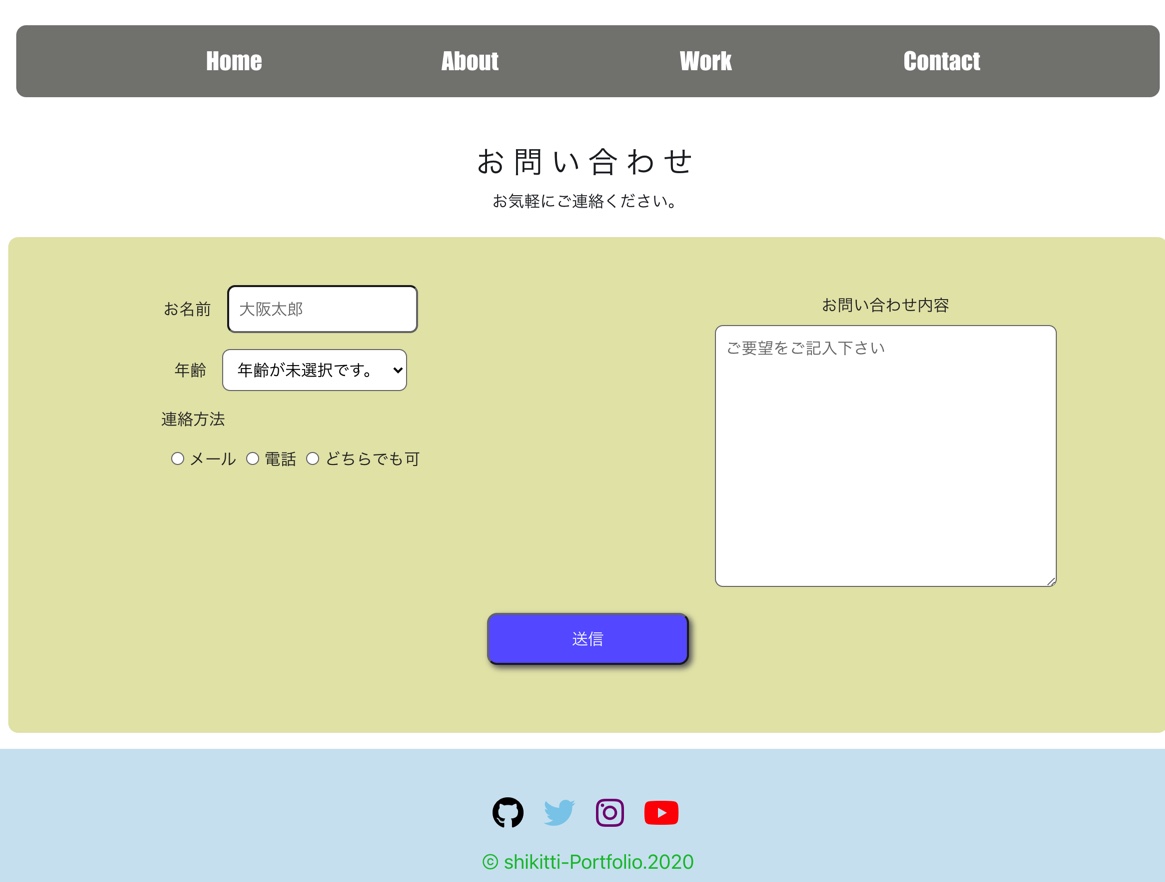 Home About Work Contact
お問い合わせ
お気軽にご連絡ください。
お名前 大阪太郎
年齢 年齢が未選択です。
連絡方法
メール 電話 どちらでも可
お問い合わせ内容
ご要望をご記入下さい
送信
© shikitti-Portfolio.2020